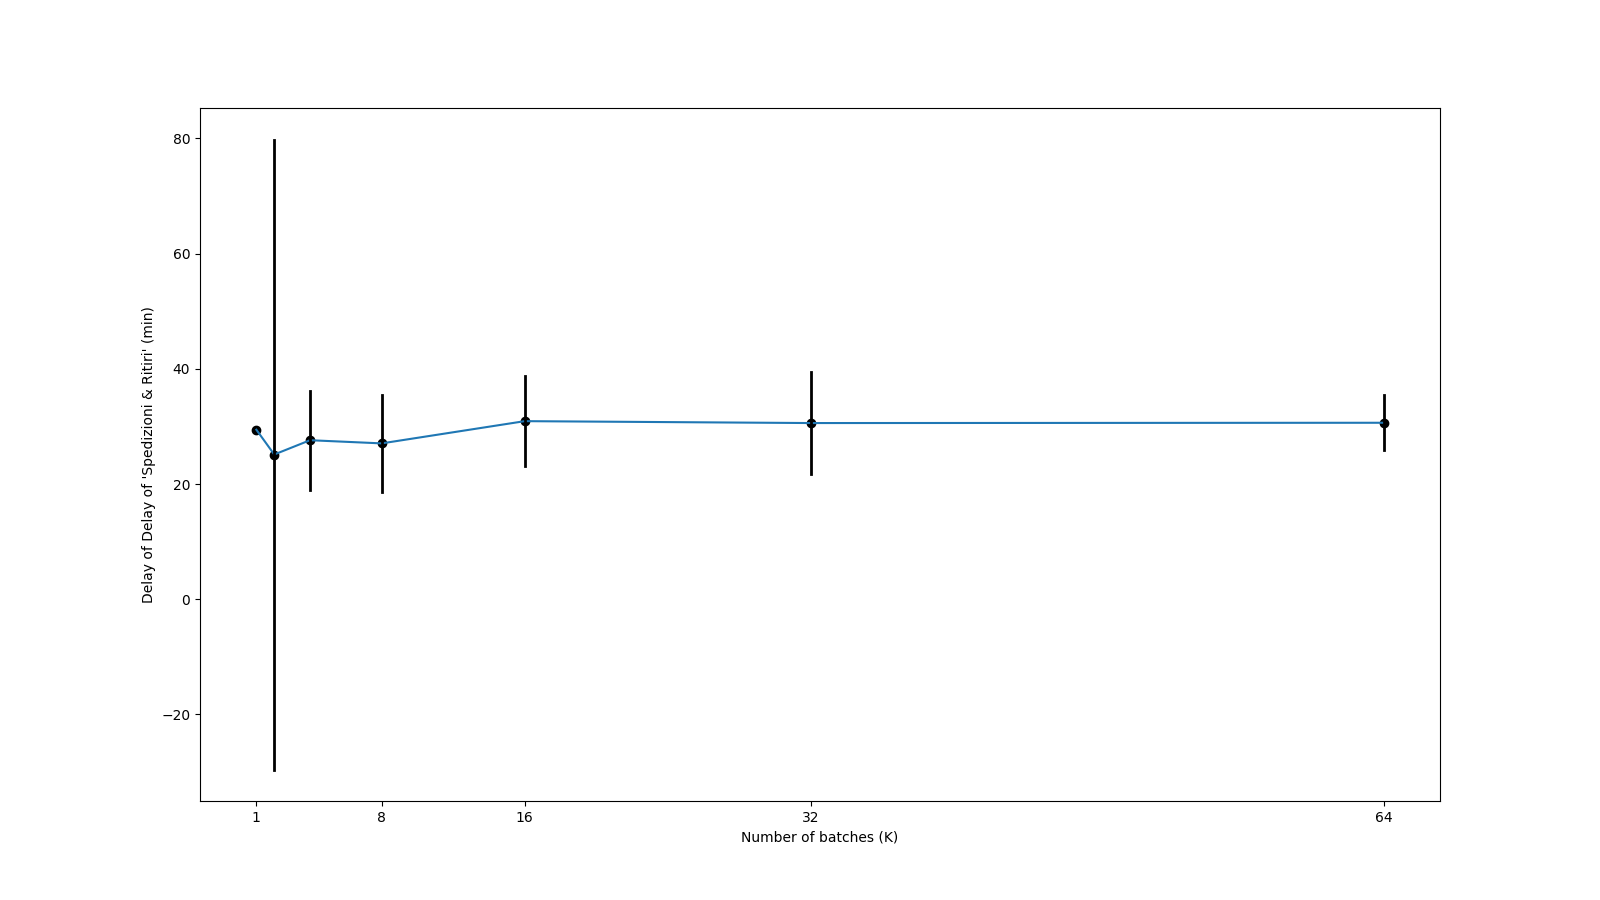 80
60
40
20
0
−20
Delay of Delay of 'Spedizioni & Ritiri' (min)
1 8 16 32 64
Number of batches (K)